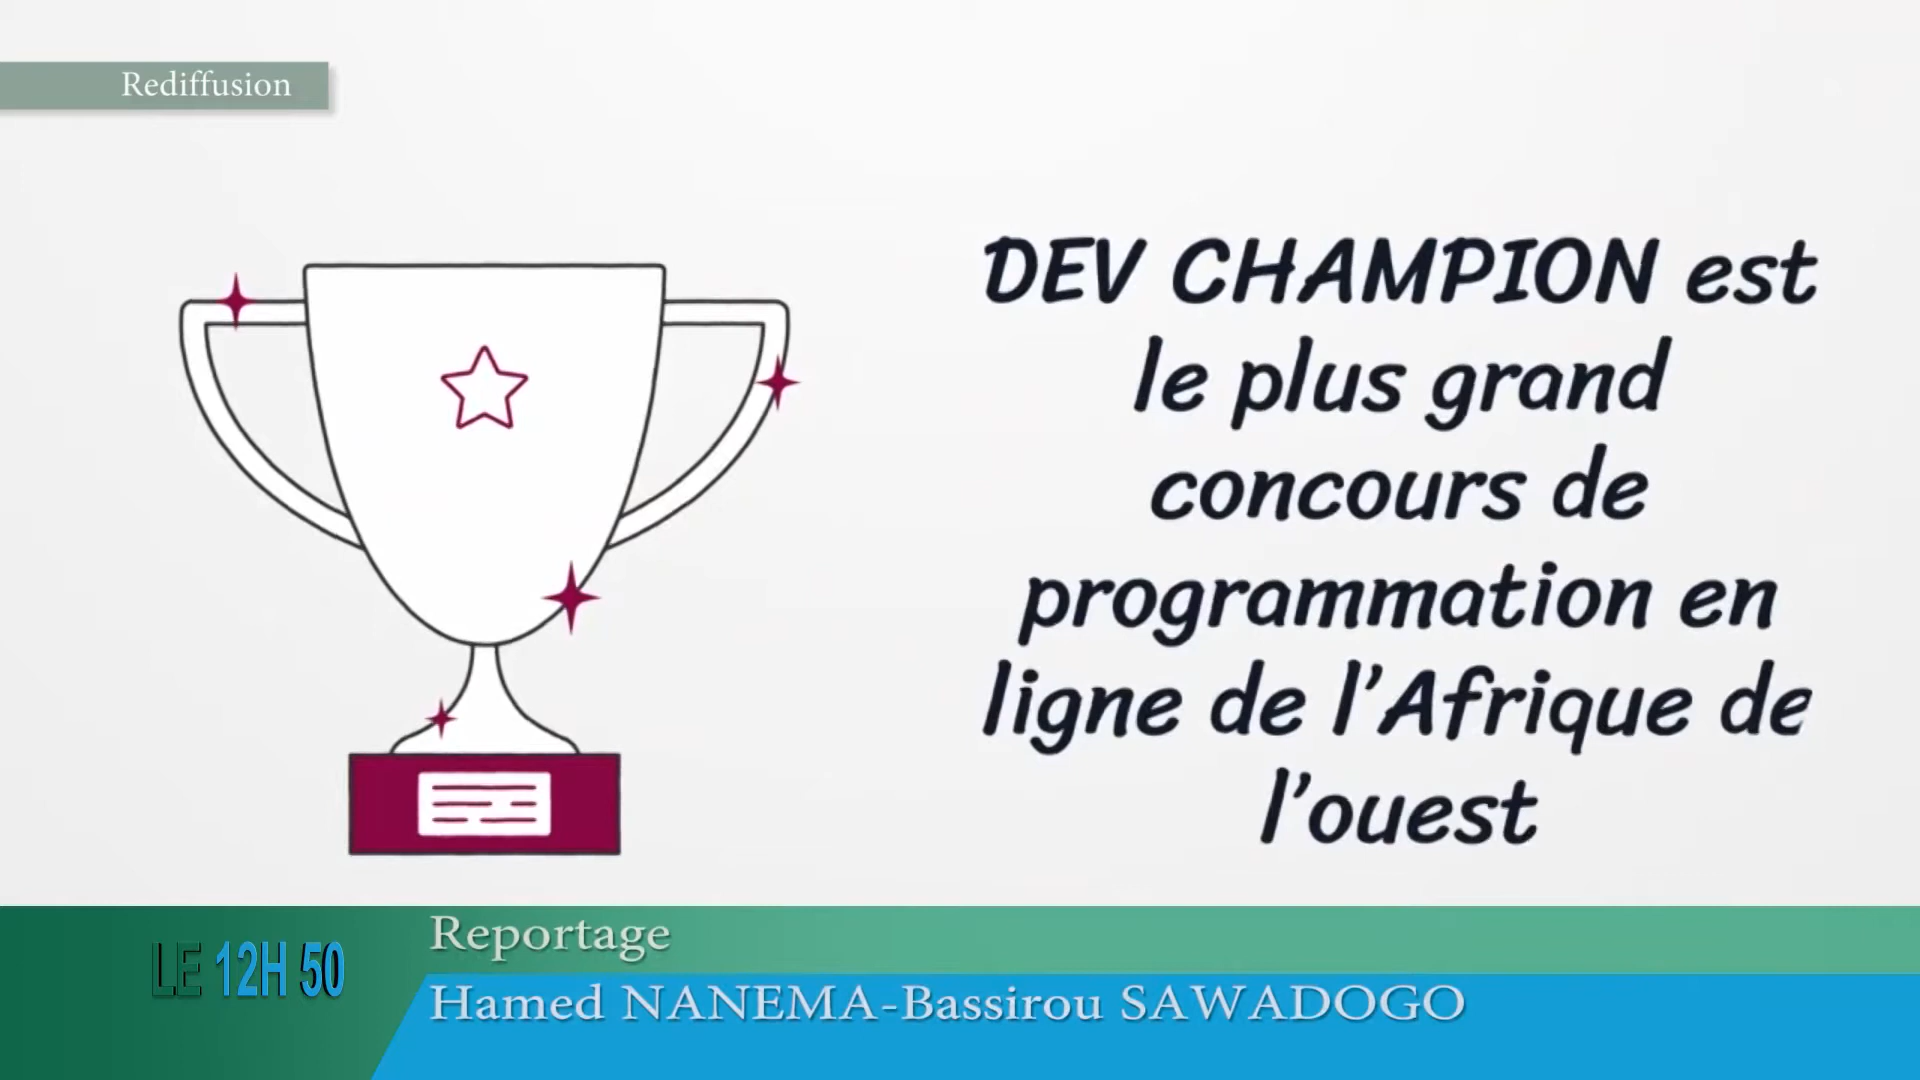 Rediffusion
DEV CHAMPION est
le plus grand
concours de
programmation en
ligne de l'Afrique de
l'ouest
Reportage
LE 12H 50
Hamed NANEMA-Bassirou SAWADOGO